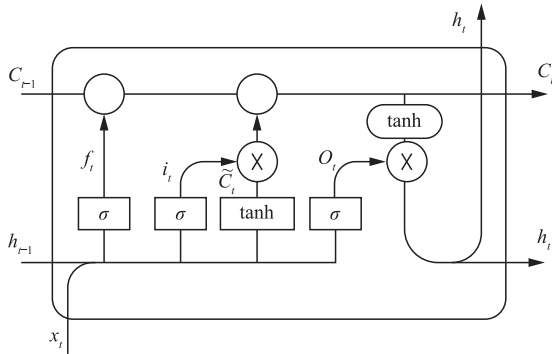 h_t
C_{t-1}
C_t
tanh
f_t
i_t
×
C̃_t
O_t
×
σ
σ
tanh
σ
h_{t-1}
h_t
x_t